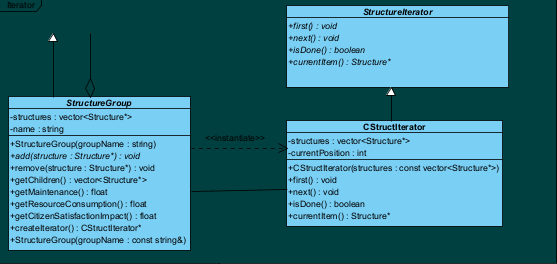 Iterator
StructureIterator
+first() : void
+next() : void
+isDone() : boolean
+currentItem() : Structure*
StructureGroup
-structures : vector<Structure*>
-name : string
+StructureGroup(groupName : string)
+add(structure : Structure*) : void
+remove(structure : Structure*) : void
+getChildren() : vector<Structure*>
+getMaintenance() : float
+getResourceConsumption() : float
+getCitizenSatisfactionImpact() : float
+createIterator() : CStructIterator*
+StructureGroup(groupName : const string&)
<<instantiate>>
CStructIterator
-structures : vector<Structure*>
-currentPosition : int
+CStructIterator(structures : const vector<Structure*>)
+first() : void
+next() : void
+isDone() : boolean
+currentItem() : Structure*